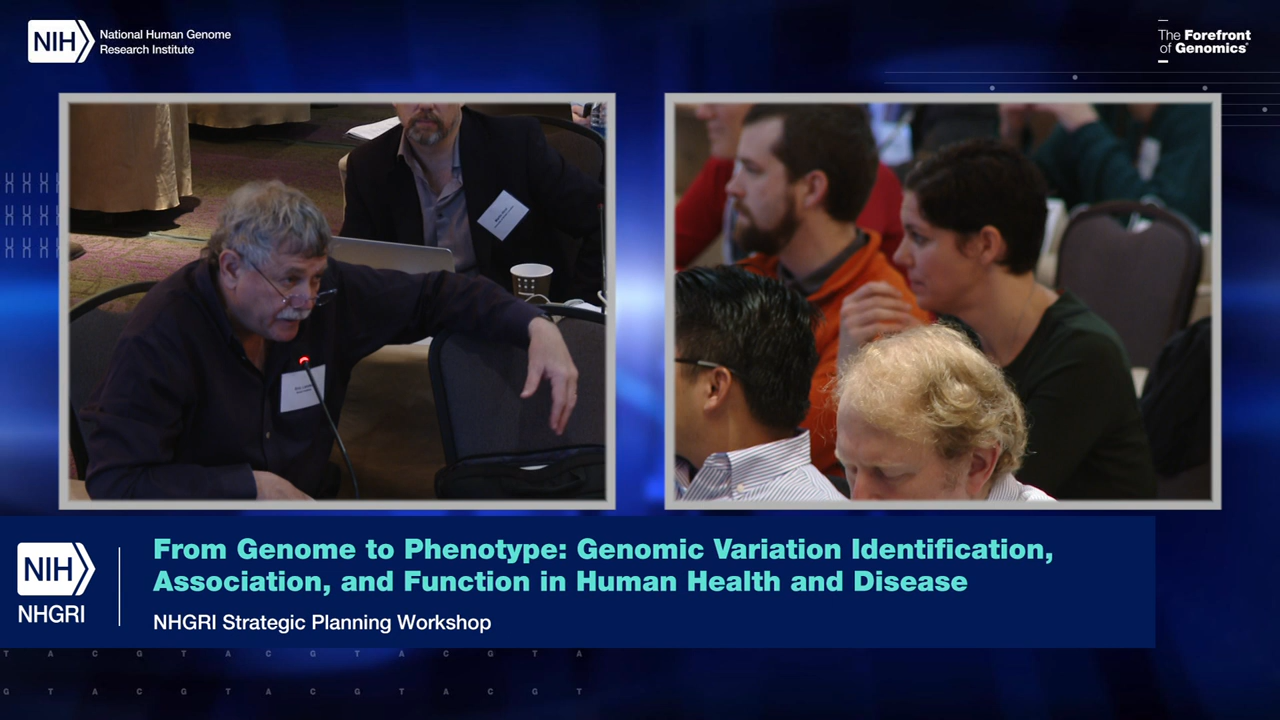 NIH
National Human Genome
Research Institute
The Forefront
of Genomics®
From Genome to Phenotype: Genomic Variation Identification,
Association, and Function in Human Health and Disease
NIH
NHGRI
NHGRI Strategic Planning Workshop
T A C G T A C G T A C G T A
G T A C G T A C G T A C G T